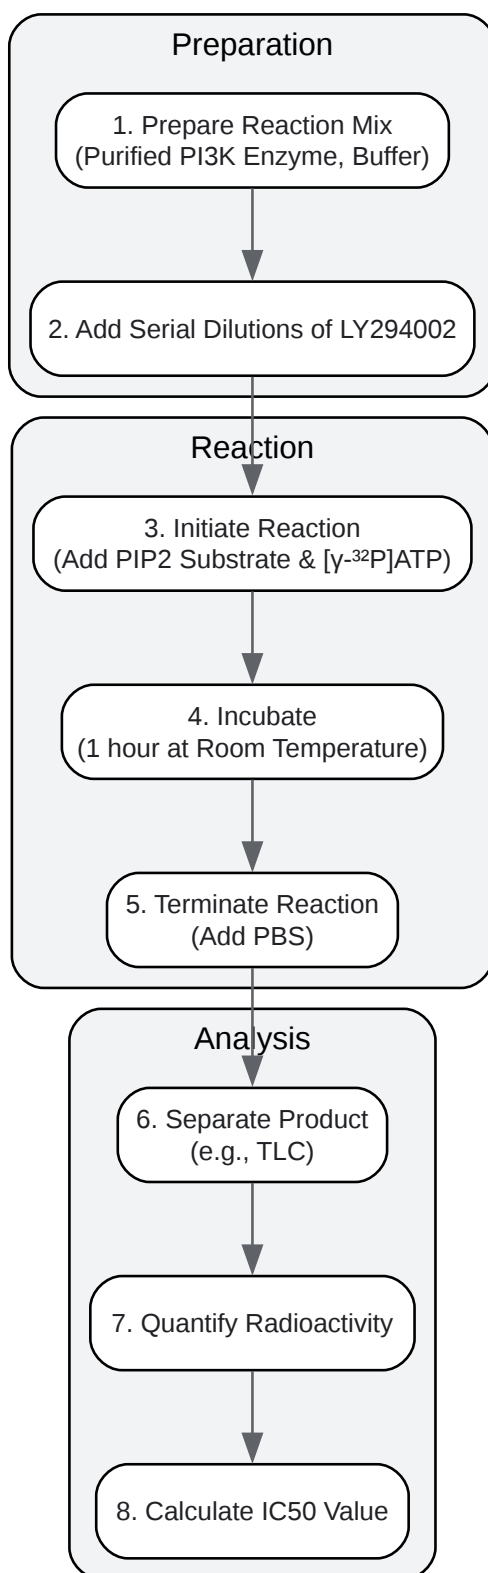 Preparation
1. Prepare Reaction Mix
(Purified PI3K Enzyme, Buffer)
2. Add Serial Dilutions of LY294002
Reaction
3. Initiate Reaction
(Add PIP2 Substrate & [γ-³²P]ATP)
4. Incubate
(1 hour at Room Temperature)
5. Terminate Reaction
(Add PBS)
Analysis
6. Separate Product
(e.g., TLC)
7. Quantify Radioactivity
8. Calculate IC50 Value